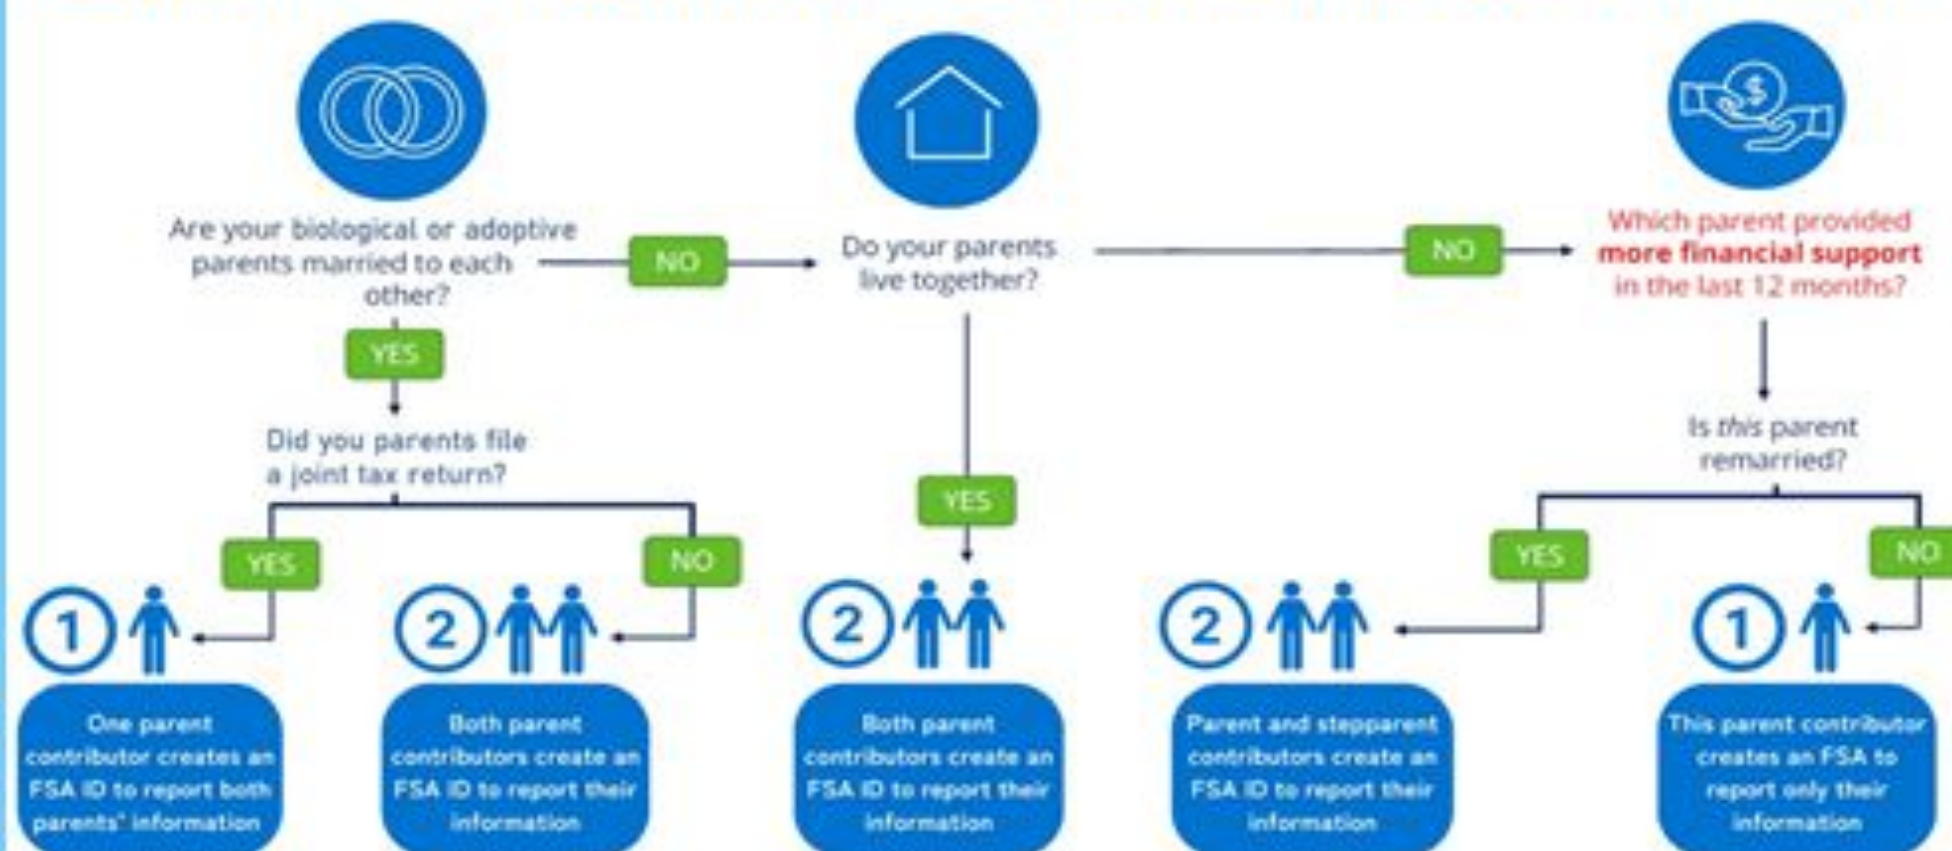 $
Are your biological or adoptive
parents married to each
other?
NO
Do your parents
live together?
NO
Which parent provided
more financial support
in the last 12 months?
YES
Did you parents file
a joint tax return?
YES
NO
YES
Is this parent
remarried?
YES
NO
1
2
2
2
1
One parent
contributor creates an
FSA ID to report both
parents' information
Both parent
contributors create an
FSA ID to report their
information
Both parent
contributors create an
FSA ID to report their
information
Parent and stepparent
contributors create an
FSA ID to report their
information
This parent contributor
creates an FSA to
report only their
information